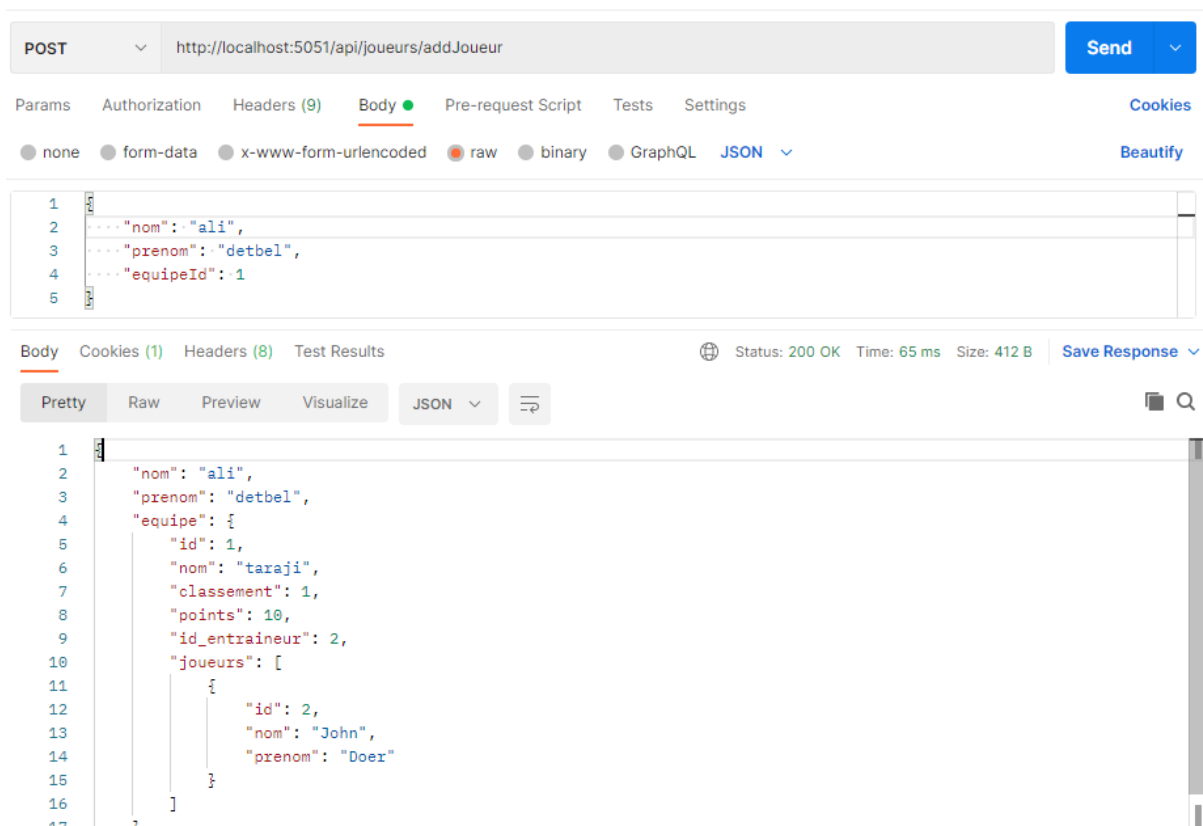 POST http://localhost:5051/api/joueurs/addJoueur Send
Params Authorization Headers (9) Body Pre-request Script Tests Settings Cookies
none form-data x-www-form-urlencoded raw binary GraphQL JSON Beautify
1 {
2 "nom": "ali",
3 "prenom": "detbel",
4 "equipeId": 1
5 }
Body Cookies (1) Headers (8) Test Results Status: 200 OK Time: 65 ms Size: 412 B Save Response
Pretty Raw Preview Visualize JSON
1 {
2 "nom": "ali",
3 "prenom": "detbel",
4 "equipe": {
5 "id": 1,
6 "nom": "taraji",
7 "classement": 1,
8 "points": 10,
9 "id_entraineur": 2,
10 "joueurs": [
11 {
12 "id": 2,
13 "nom": "John",
14 "prenom": "Doer"
15 }
16 ]
17 }